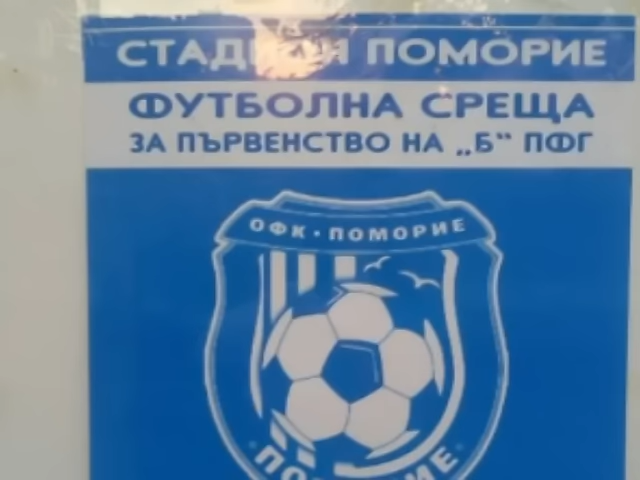 ПОМОРИЕ
ФУТБОЛНА СРЕЩА
ЗА ПЪРВЕНСТВО НА „Б“ ПФГ
ОФК · ПОМОРИЕ